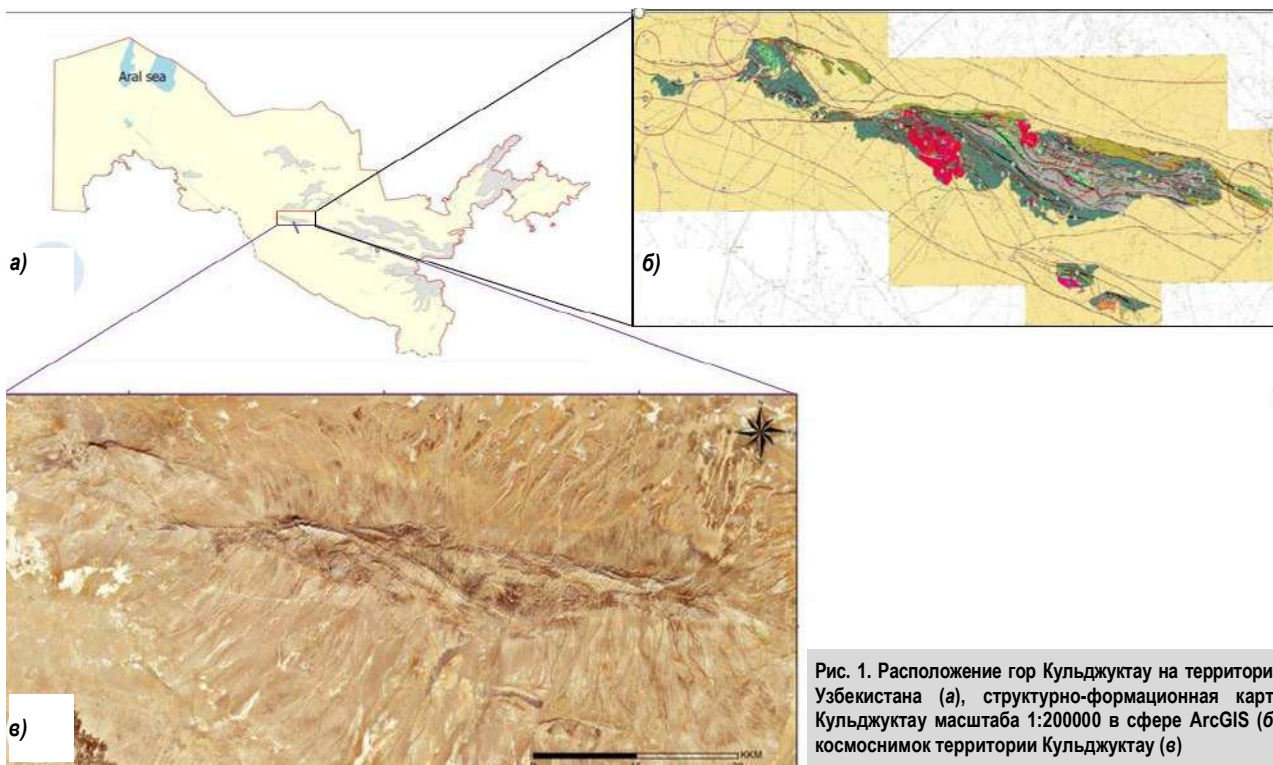 Aral sea
а)
б)
в)
ККМ
Рис. 1. Расположение гор Кульджуктау на территори
Узбекистана (а), структурно-формационная карт
Кульджуктау масштаба 1:200000 в сфере ArcGIS (б
космоснимок территории Кульджуктау (в)